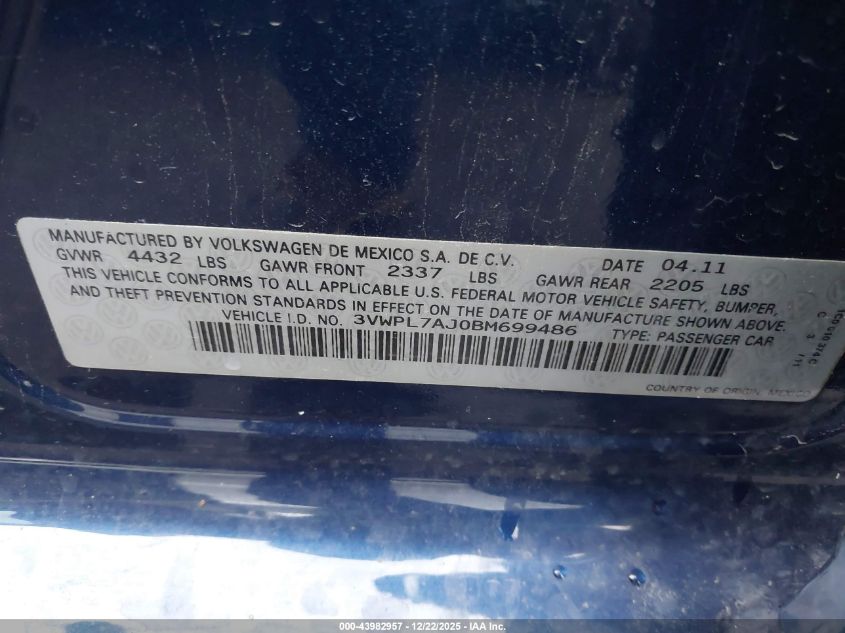 MANUFACTURED BY VOLKSWAGEN DE MEXICO S.A. DE C.V. DATE 04.11
GVWR 4432 LBS GAWR FRONT 2337 LBS GAWR REAR 2205 LBS
THIS VEHICLE CONFORMS TO ALL APPLICABLE U.S. FEDERAL MOTOR VEHICLE SAFETY, BUMPER,
AND THEFT PREVENTION STANDARDS IN EFFECT ON THE DATE OF MANUFACTURE SHOWN ABOVE.
VEHICLE I.D. NO. 3VWPL7AJ0BM699486 TYPE: PASSENGER CAR
COUNTRY OF ORIGIN, MEXICO
000-43982957 - 12/22/2025 - IAA, Inc.